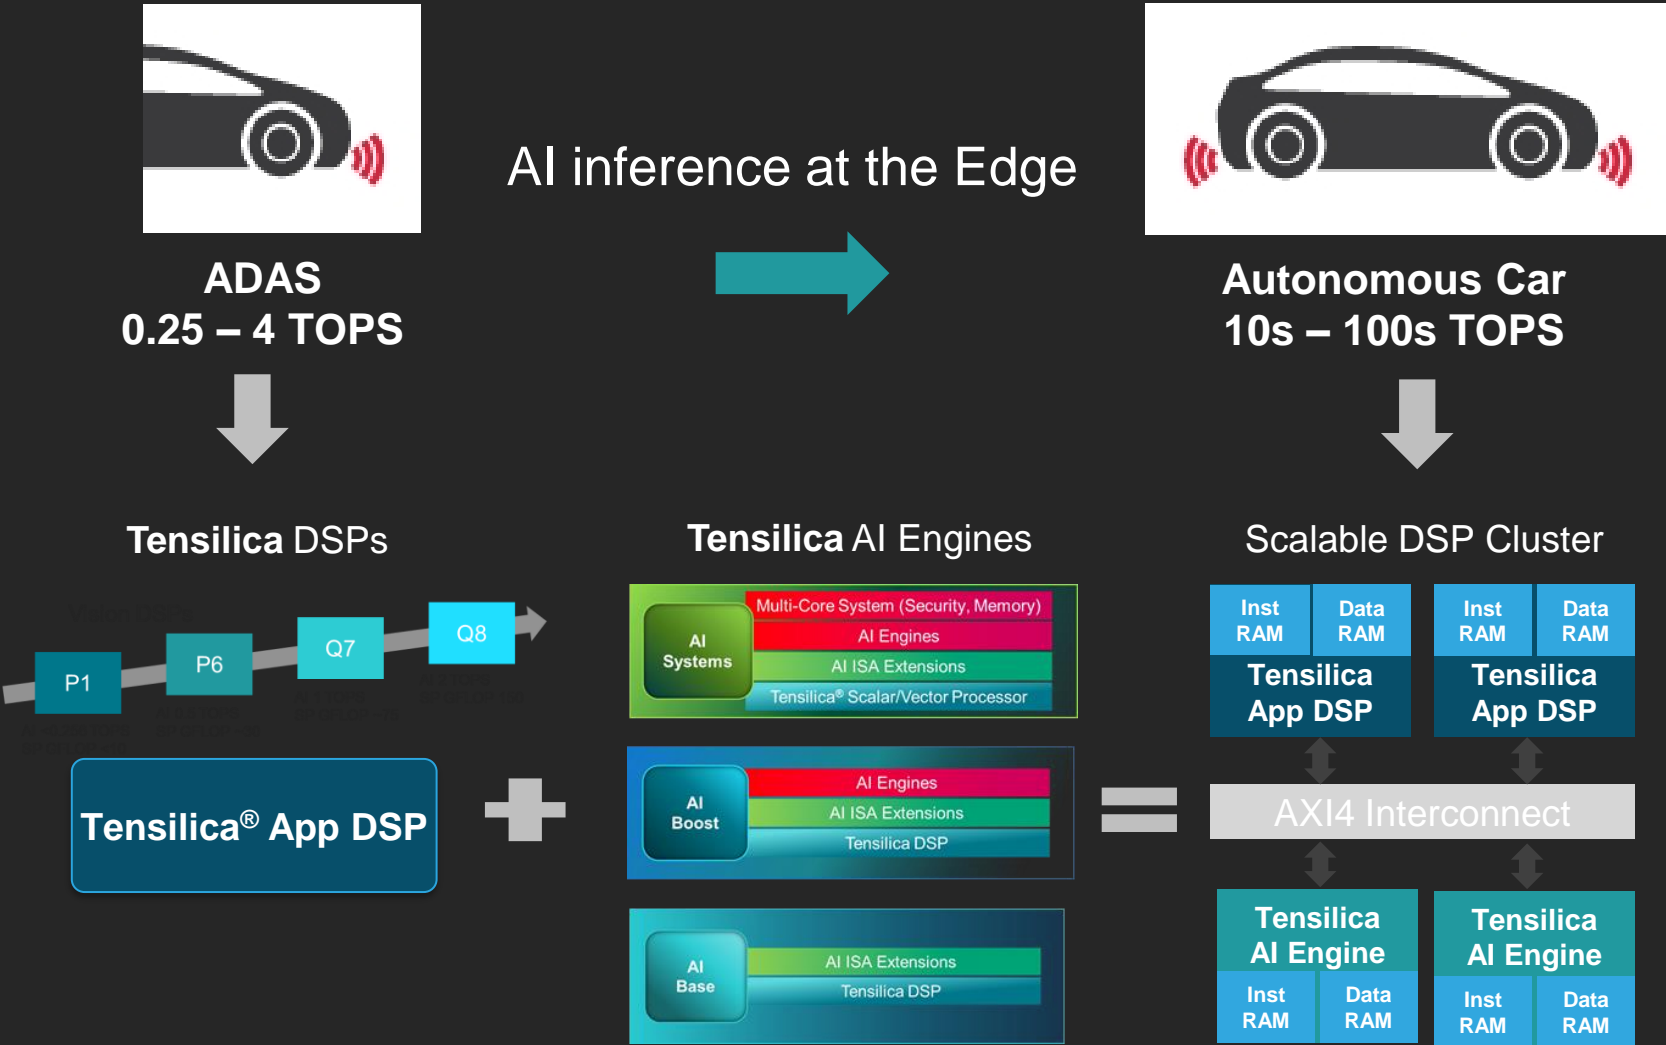 AI inference at the Edge
ADAS
0.25 – 4 TOPS
Autonomous Car
10s – 100s TOPS
Tensilica DSPs
Vision DSPs
P1
P6
Q7
Q8
Tensilica® App DSP
Tensilica AI Engines
AI
Systems
Multi-Core System (Security, Memory)
AI Engines
AI ISA Extensions
Tensilica® Scalar/Vector Processor
AI
Boost
AI Engines
AI ISA Extensions
Tensilica DSP
AI
Base
AI ISA Extensions
Tensilica DSP
Scalable DSP Cluster
Inst
RAM
Data
RAM
Tensilica
App DSP
Inst
RAM
Data
RAM
Tensilica
App DSP
AXI4 Interconnect
Tensilica
AI Engine
Inst
RAM
Data
RAM
Tensilica
AI Engine
Inst
RAM
Data
RAM